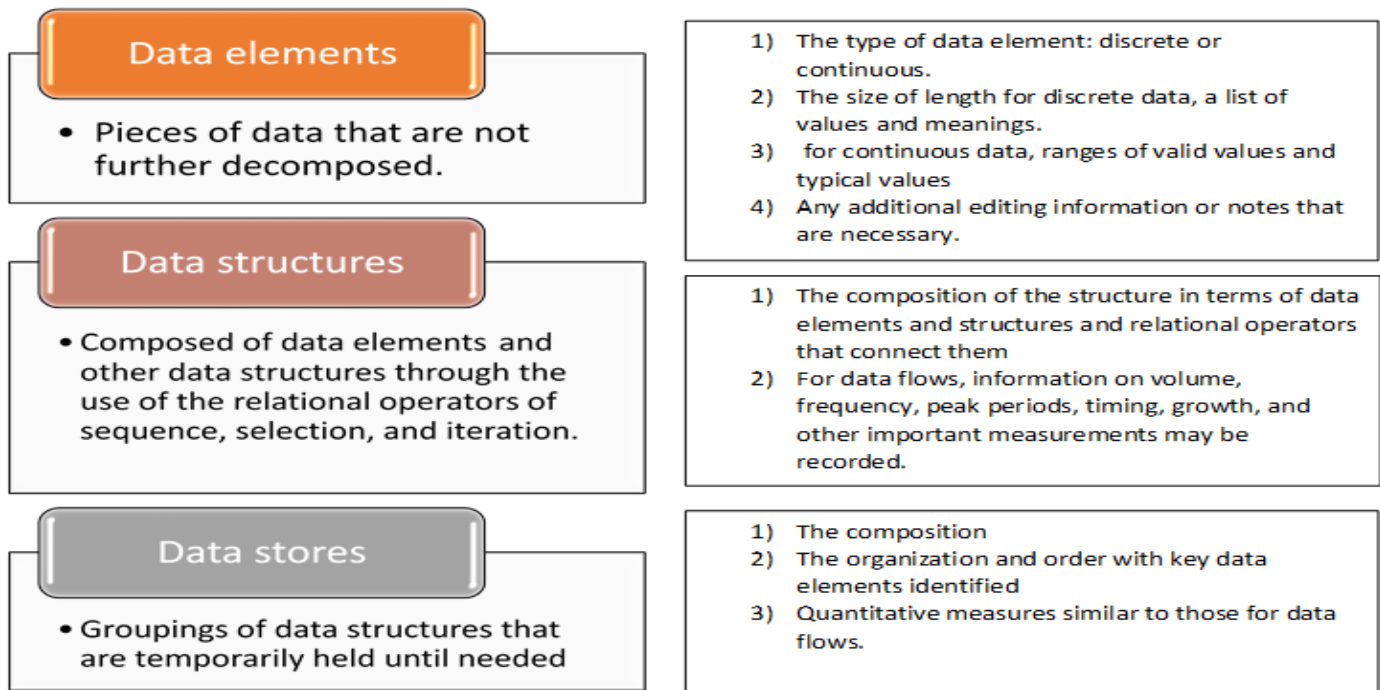 Data elements
• Pieces of data that are not
further decomposed.
1) The type of data element: discrete or
continuous.
2) The size of length for discrete data, a list of
values and meanings.
3) for continuous data, ranges of valid values and
typical values
4) Any additional editing information or notes that
are necessary.
Data structures
• Composed of data elements and
other data structures through the
use of the relational operators of
sequence, selection, and iteration.
1) The composition of the structure in terms of data
elements and structures and relational operators
that connect them
2) For data flows, information on volume,
frequency, peak periods, timing, growth, and
other important measurements may be
recorded.
Data stores
• Groupings of data structures that
are temporarily held until needed
1) The composition
2) The organization and order with key data
elements identified
3) Quantitative measures similar to those for data
flows.